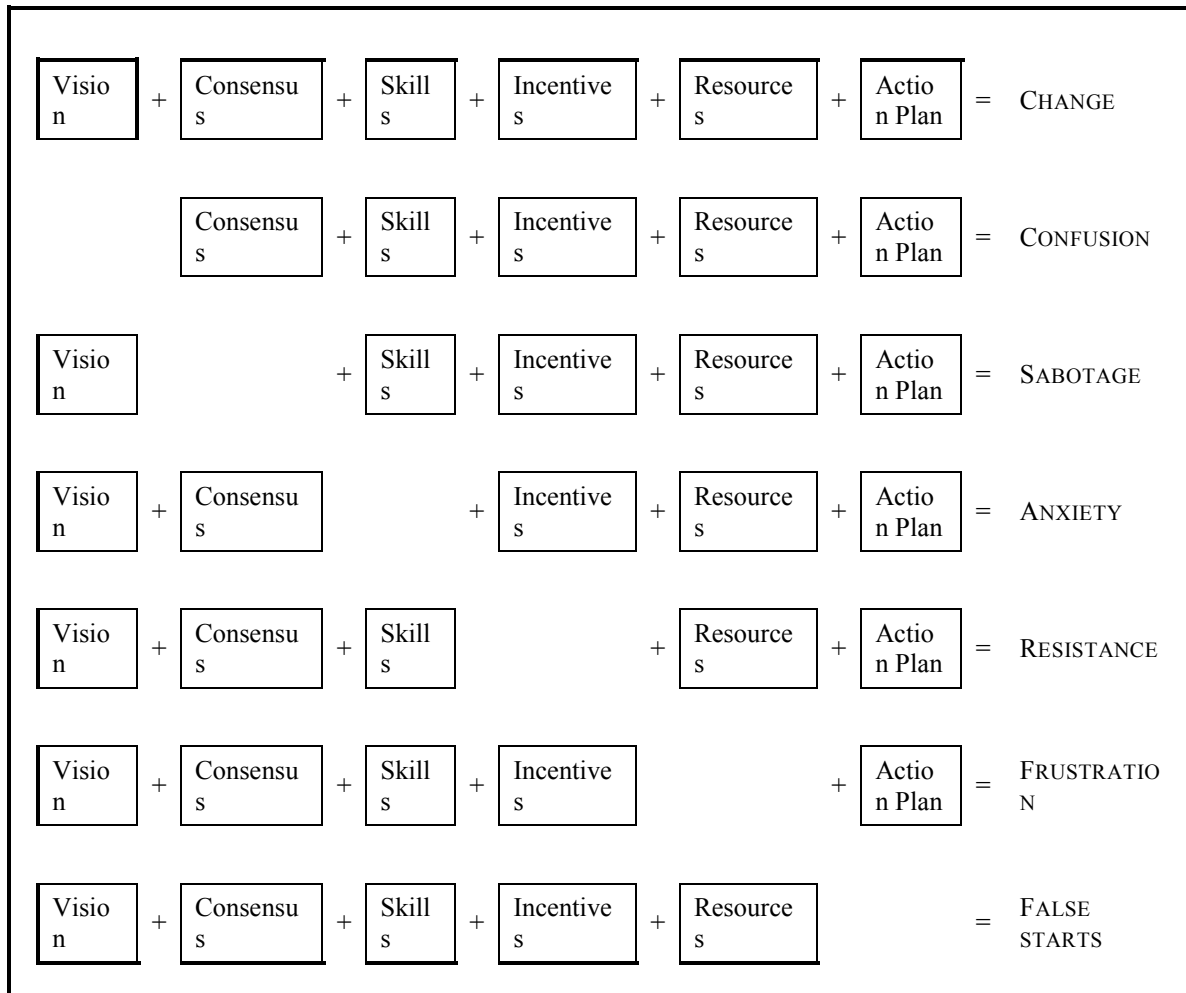 Visio + Consensu + Skill + Incentive + Resource + Actio = CHANGE
n s s s s n Plan
Consensu + Skill + Incentive + Resource + Actio = CONFUSION
s s s s n Plan
Visio + Skill + Incentive + Resource + Actio = SABOTAGE
n s s s n Plan
Visio + Consensu + Incentive + Resource + Actio = ANXIETY
n s s s n Plan
Visio + Consensu + Skill + Resource + Actio = RESISTANCE
n s s s n Plan
Visio + Consensu + Skill + Incentive + Actio = FRUSTRATIO
n s s s n Plan N
Visio + Consensu + Skill + Incentive + Resource = FALSE
n s s s s STARTS